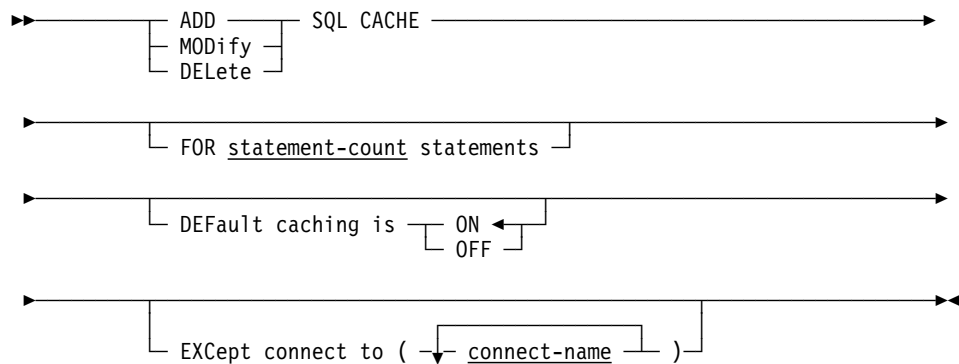 ADD SQL CACHE
MODify
DELete
FOR statement-count statements
DEFault caching is ON
OFF
EXCept connect to ( connect-name )